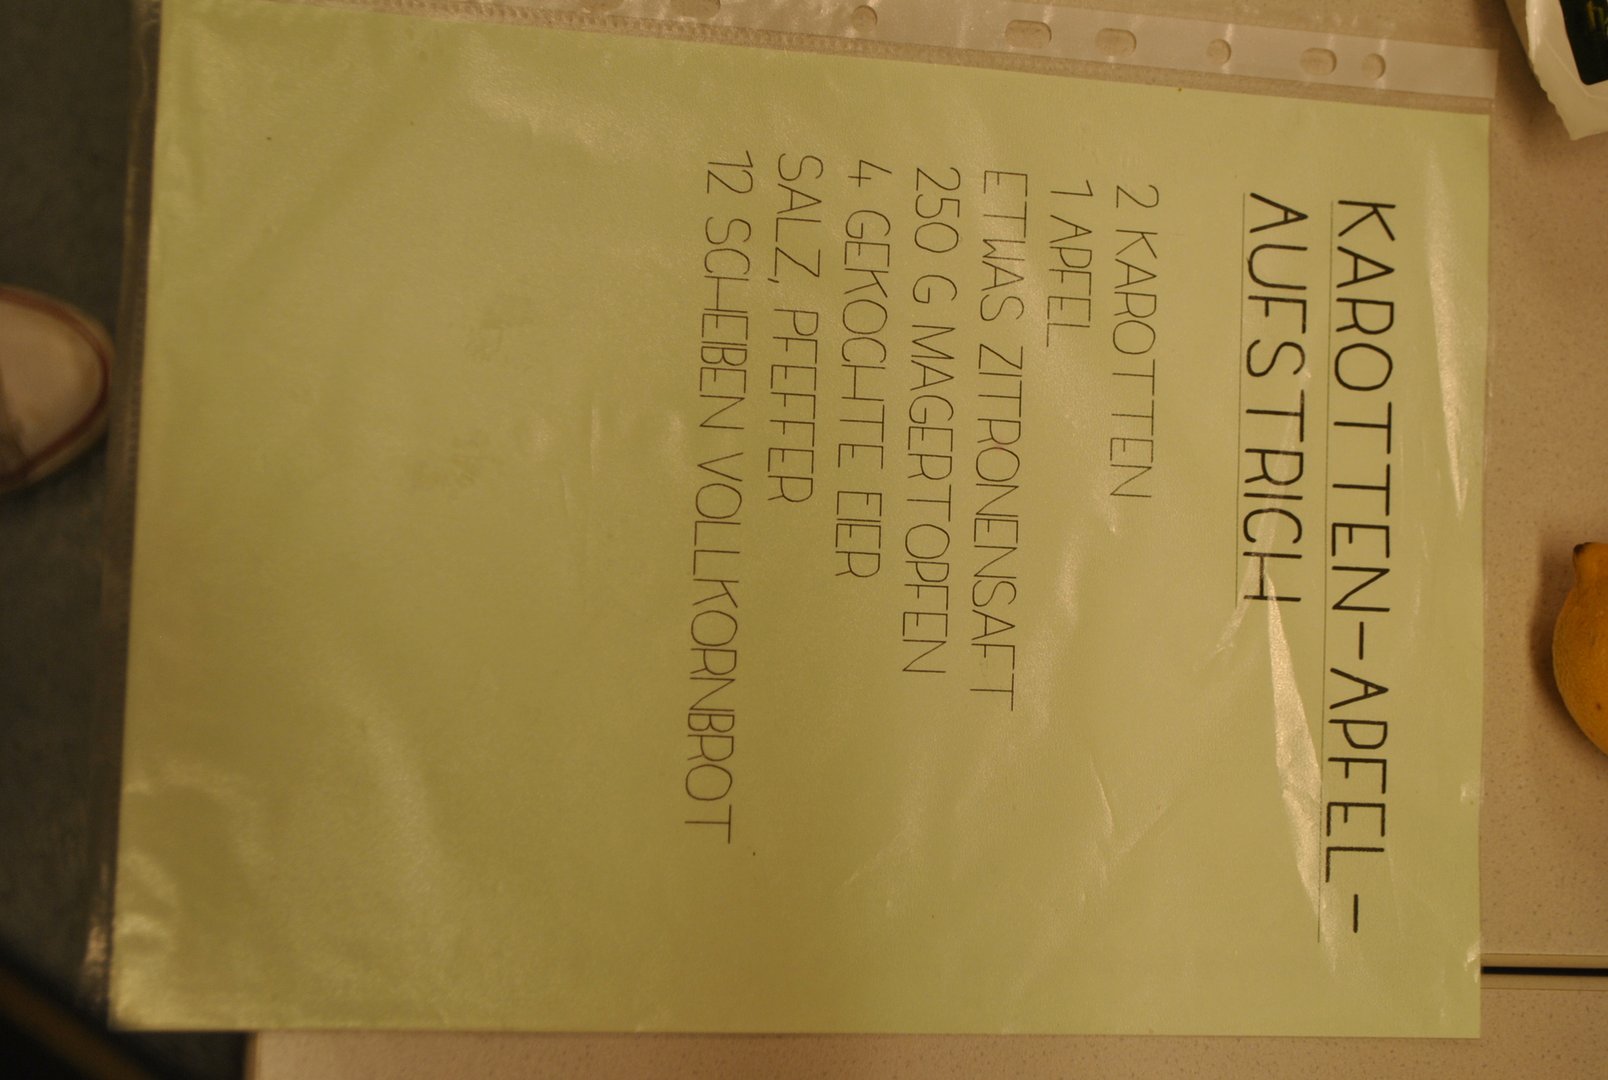 KAROTTEN-APFEL-
AUFSTRICH
2 KAROTTEN
1 APFEL
ETWAS ZITRONENSAFT
250 G MAGERTOPFEN
4 GEKOCHTE EIER
SALZ, PFEFFER
12 SCHEIBEN VOLLKORNBROT